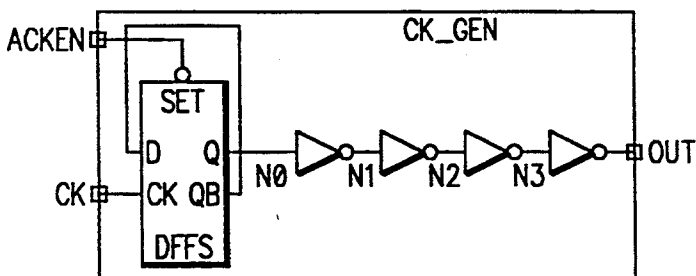 CK_GEN
ACKEN
SET
D Q
N0 N1 N2 N3
OUT
CK
CK QB
DFFS